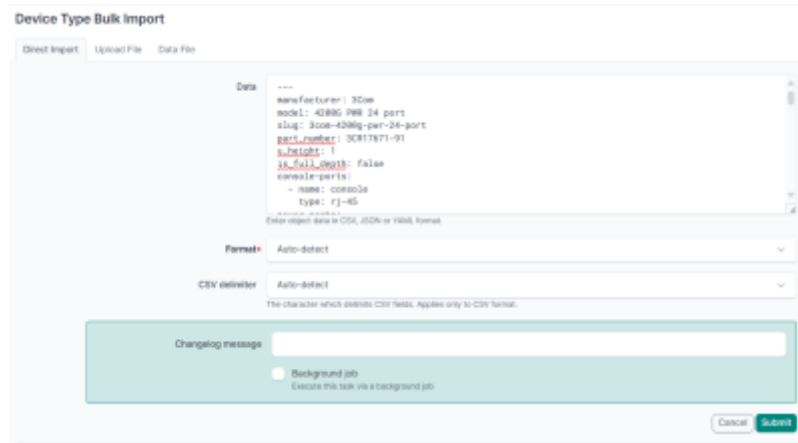 Device Type Bulk Import
Direct Import Upload File Data File
Data
---
manufacturer: 3Com
model: 4200G PWR 24 port
slug: 3com-4200g-pwr-24-port
part_number: 3CR17671-91
u_height: 1
is_full_depth: false
console-ports:
- name: console
type: rj-45
Enter object data in CSV, JSON or YAML format.
Format* Auto-detect
CSV delimiter Auto-detect
The character which delimits CSV fields. Applies only to CSV format.
Changelog message
Background job
Execute this task via a background job
Cancel Submit